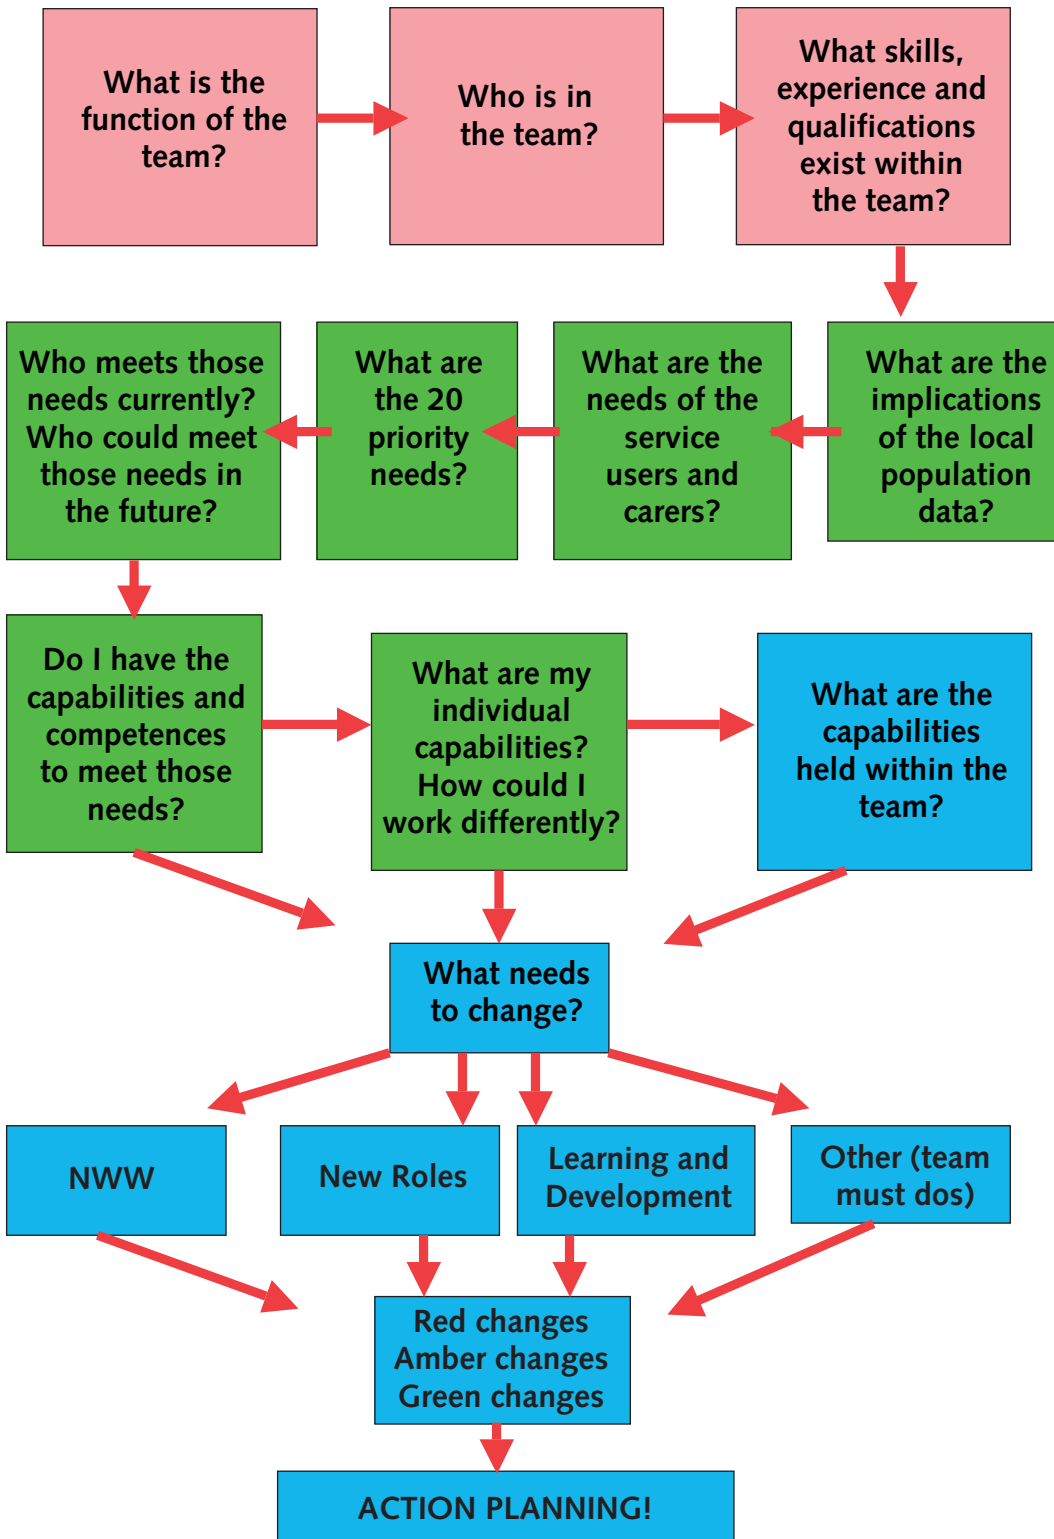 What is the
function of the
team?
Who is in
the team?
What skills,
experience and
qualifications
exist within
the team?
Who meets those
needs currently?
Who could meet
those needs in
the future?
What are
the 20
priority
needs?
What are the
needs of the
service
users and
carers?
What are the
implications
of the local
population
data?
Do I have the
capabilities and
competences
to meet those
needs?
What are my
individual
capabilities?
How could I
work differently?
What are the
capabilities
held within the
team?
What needs
to change?
NWW
New Roles
Learning and
Development
Other (team
must dos)
Red changes
Amber changes
Green changes
ACTION PLANNING!